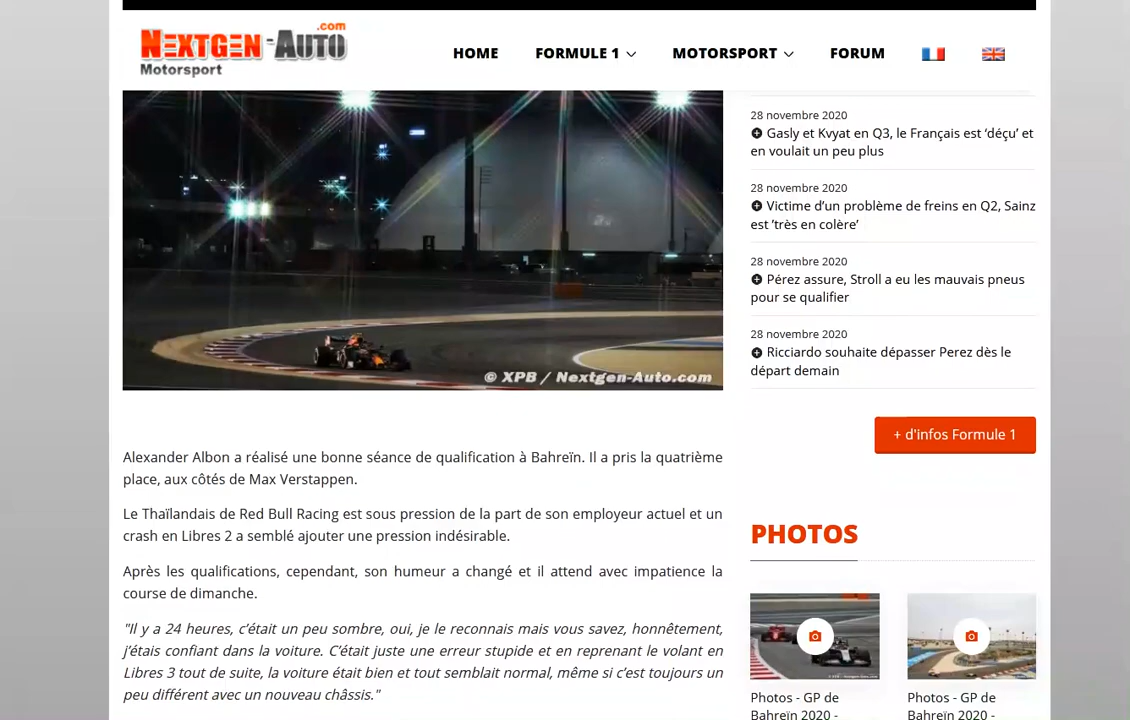 NEXTGEN-AUTO
.com
Motorsport
HOME
FORMULE 1
MOTORSPORT
FORUM
© XPB / Nextgen-Auto.com
Alexander Albon a réalisé une bonne séance de qualification à Bahreïn. Il a pris la quatrième
place, aux côtés de Max Verstappen.
Le Thaïlandais de Red Bull Racing est sous pression de la part de son employeur actuel et un
crash en Libres 2 a semblé ajouter une pression indésirable.
Après les qualifications, cependant, son humeur a changé et il attend avec impatience la
course de dimanche.
"Il y a 24 heures, c’était un peu sombre, oui, je le reconnais mais vous savez, honnêtement,
j’étais confiant dans la voiture. C’était juste une erreur stupide et en reprenant le volant en
Libres 3 tout de suite, la voiture était bien et tout semblait normal, même si c’est toujours un
peu différent avec un nouveau châssis."
28 novembre 2020
Gasly et Kvyat en Q3, le Français est ‘déçu’ et
en voulait un peu plus
28 novembre 2020
Victime d’un problème de freins en Q2, Sainz
est ’très en colère’
28 novembre 2020
Pérez assure, Stroll a eu les mauvais pneus
pour se qualifier
28 novembre 2020
Ricciardo souhaite dépasser Perez dès le
départ demain
+ d'infos Formule 1
PHOTOS
Photos - GP de
Bahreïn 2020 -
Photos - GP de
Bahreïn 2020 -